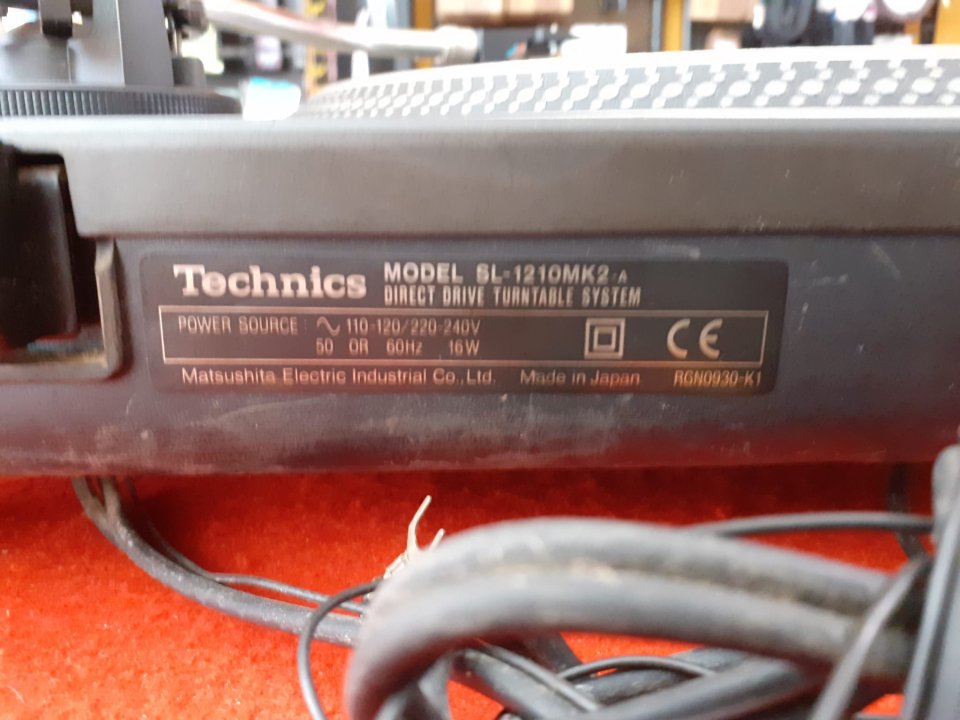 Technics MODEL SL-1210MK2-A
DIRECT DRIVE TURNTABLE SYSTEM
POWER SOURCE : ∿ 110-120/220-240V
50 OR 60Hz 16W
CE
Matsushita Electric Industrial Co., Ltd. Made in Japan RGN0930-K1